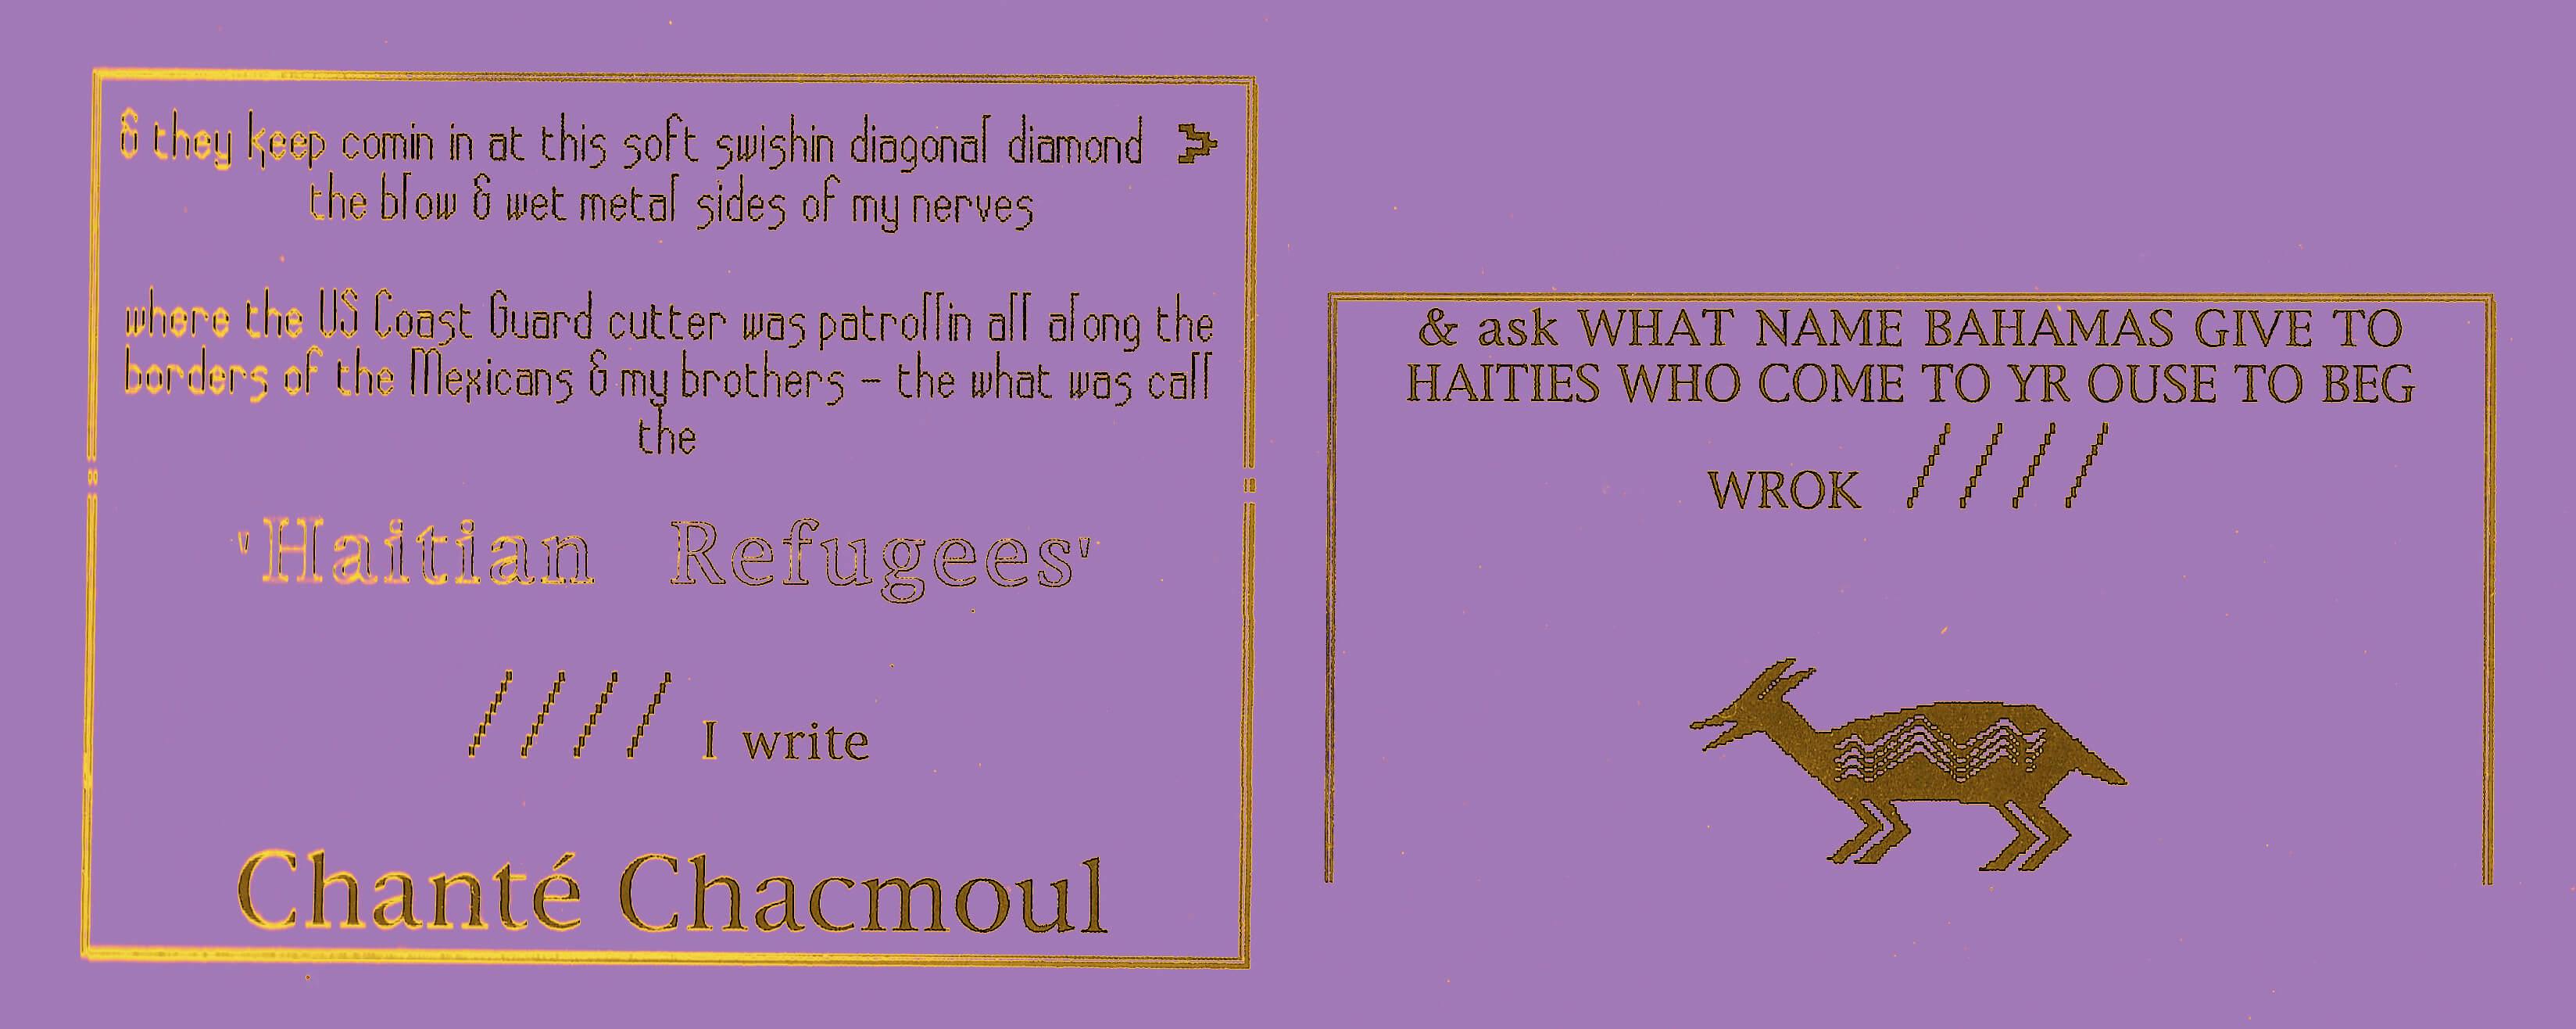 & they keep comin in at this soft swishin diagonal diamond >
the blow & wet metal sides of my nerves
where the US Coast Guard cutter was patrollin all along the
borders of the Mexicans & my brothers – the what was call
the
'Haitian Refugees'
//// I write
Chanté Chacmoul
& ask WHAT NAME BAHAMAS GIVE TO
HAITIES WHO COME TO YR OUSE TO BEG
WROK ////